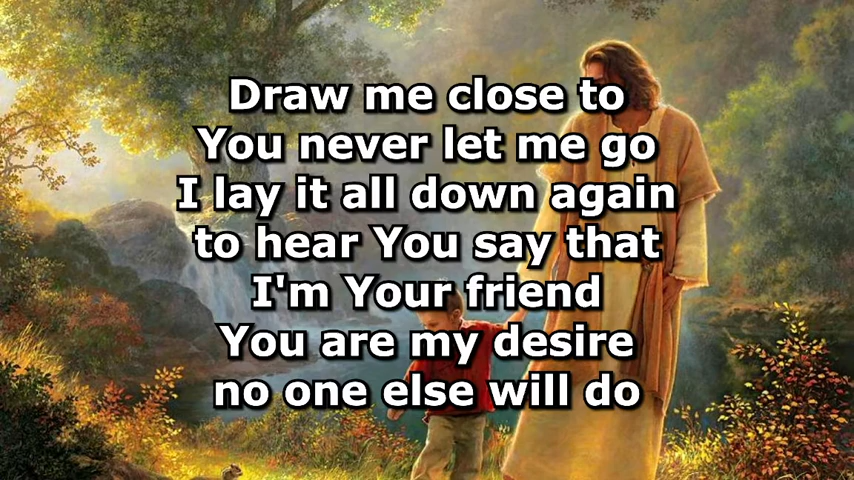 Draw me close to
You never let me go
I lay it all down again
to hear You say that
I'm Your friend
You are my desire
no one else will do